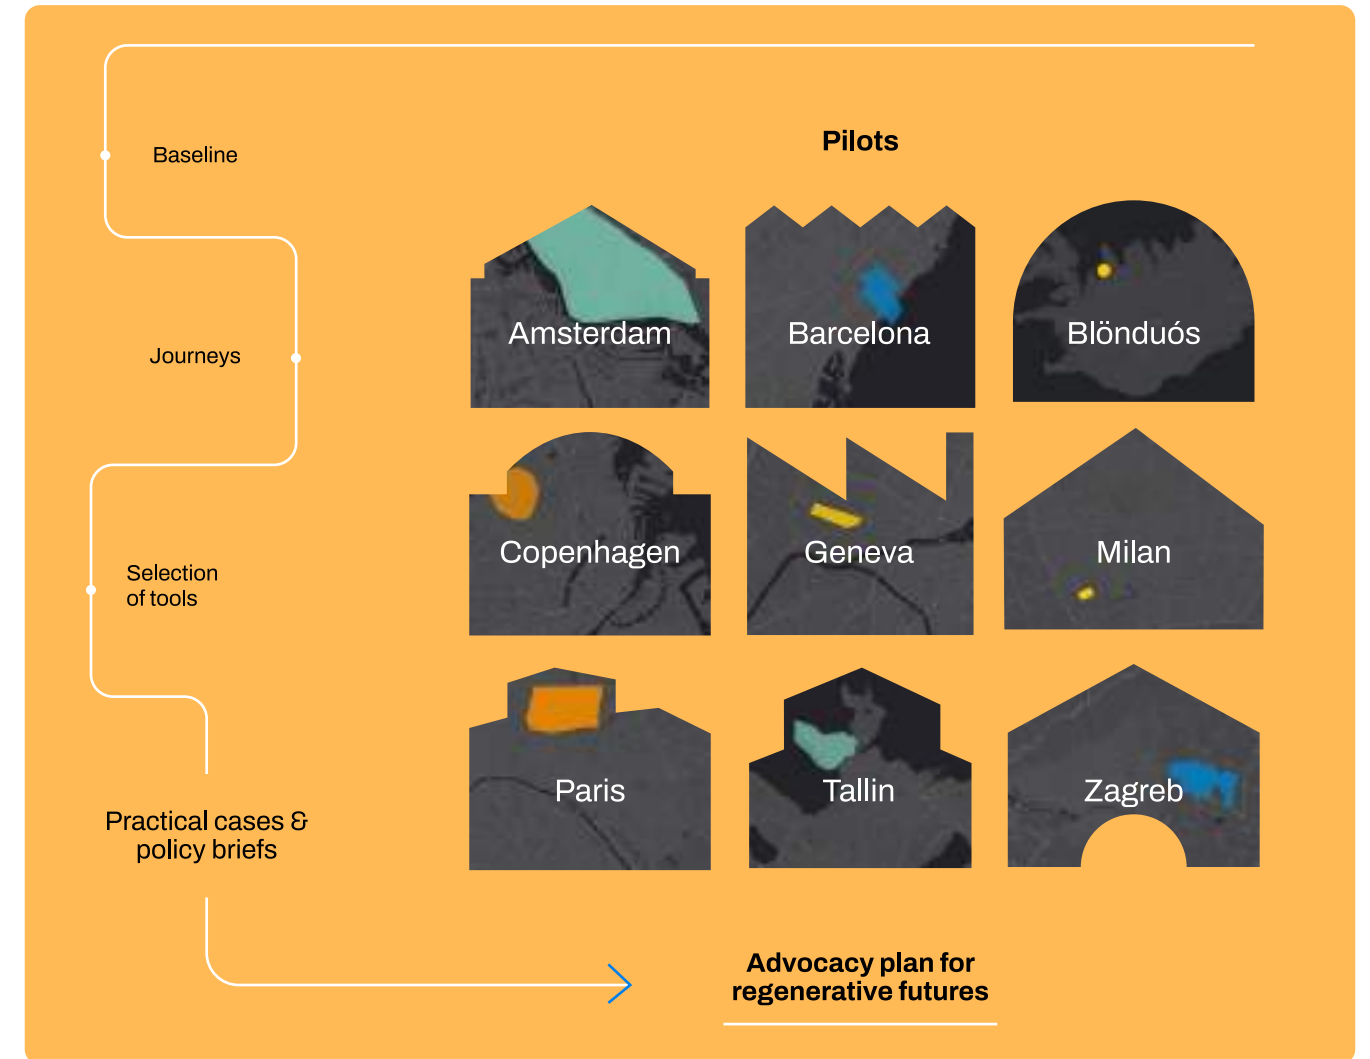 Baseline
Pilots
Amsterdam
Barcelona
Blönduós
Journeys
Copenhagen
Geneva
Milan
Selection
of tools
Paris
Tallin
Zagreb
Practical cases &
policy briefs
Advocacy plan for
regenerative futures